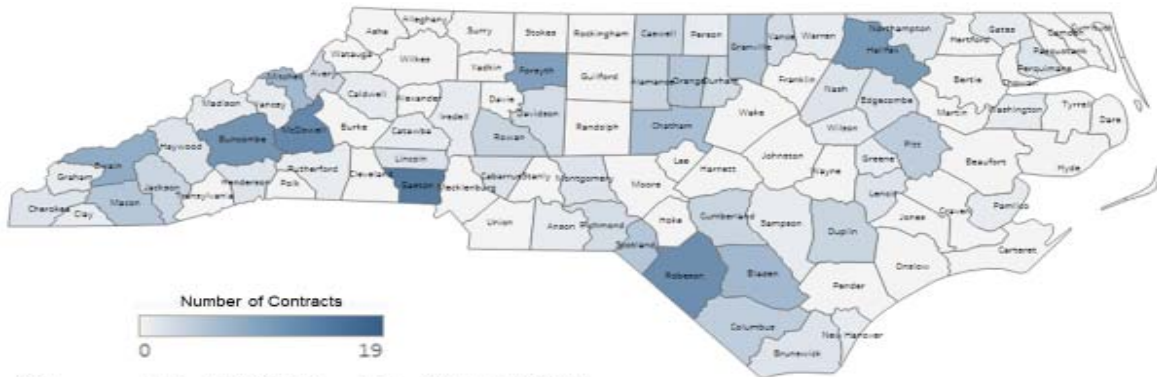 Alleghany
Ashe
Surry
Stokes
Rockingham
Caswell
Person
Granville
Vance
Warren
Northampton
Gates
Hertford
Halifax
Watauga
Wilkes
Yadkin
Forsyth
Guilford
Alamance
Orange
Durham
Franklin
Bertie
Perquimans
Chowan
Mitchell
Avery
Caldwell
Alexander
Iredell
Davie
Davidson
Randolph
Chatham
Wake
Nash
Edgecombe
Martin
Washington
Tyrrell
Dare
Madison
Yancey
McDowell
Burke
Catawba
Rowan
Wilson
Pitt
Beaufort
Hyde
Swain
Haywood
Buncombe
Rutherford
Lincoln
Cabarrus
Stanly
Montgomery
Lee
Harnett
Johnston
Wayne
Greene
Lenoir
Craven
Pamlico
Graham
Jackson
Macon
Transylvania
Henderson
Polk
Cleveland
Gaston
Mecklenburg
Moore
Cherokee
Clay
Union
Anson
Richmond
Scotland
Hoke
Cumberland
Sampson
Duplin
Jones
Carteret
Onslow
Robeson
Bladen
Pender
Columbus
New Hanover
Brunswick
Number of Contracts
0
19